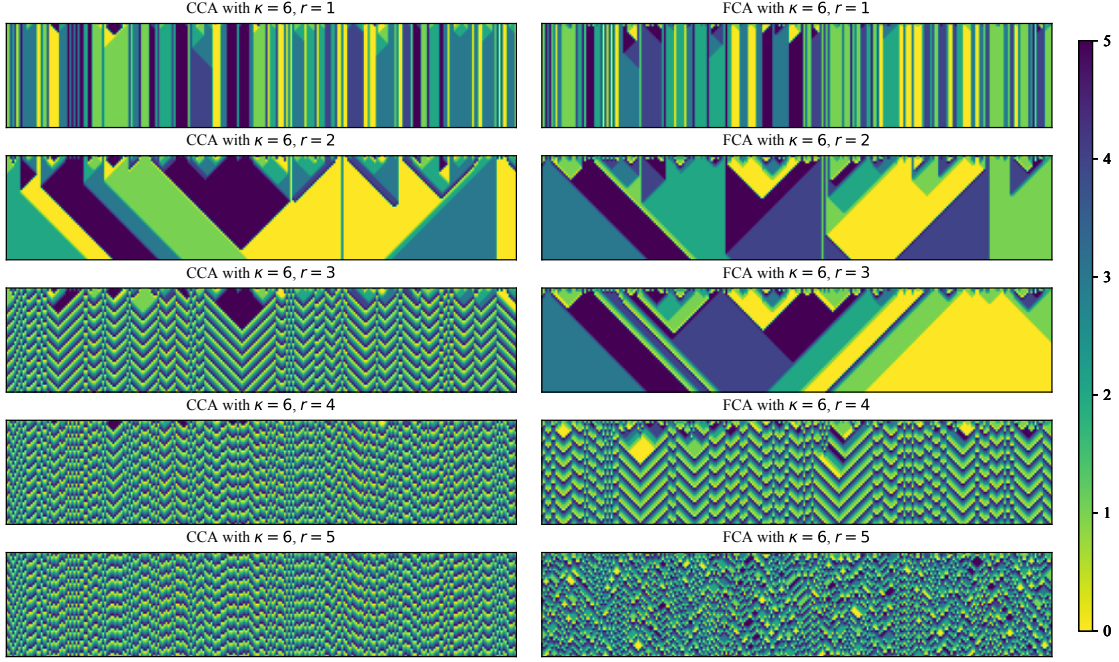 CCA with κ = 6, r = 1
FCA with κ = 6, r = 1
CCA with κ = 6, r = 2
FCA with κ = 6, r = 2
CCA with κ = 6, r = 3
FCA with κ = 6, r = 3
CCA with κ = 6, r = 4
FCA with κ = 6, r = 4
CCA with κ = 6, r = 5
FCA with κ = 6, r = 5
5
4
3
2
1
0